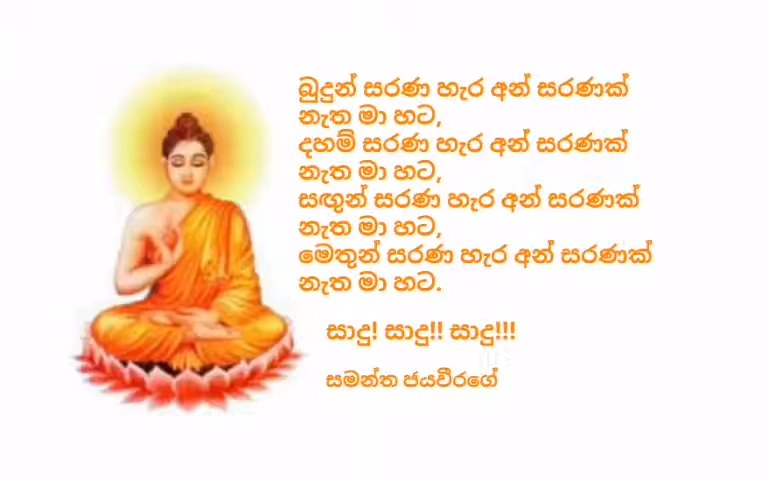 බුදුන් සරණ හැර අන් සරණක්
නැත මා හට,
දහම් සරණ හැර අන් සරණක්
නැත මා හට,
සඟුන් සරණ හැර අන් සරණක්
නැත මා හට,
මෙතුන් සරණ හැර අන් සරණක්
නැත මා හට.
සාදු! සාදු!! සාදු!!!
සමන්ත ජයවීරගේ